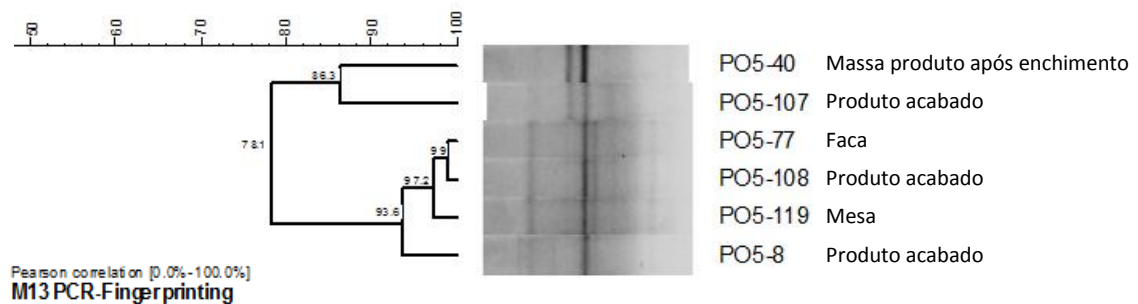 50 60 70 80 90 100
86.3 PO5-40 Massa produto após enchimento
PO5-107 Produto acabado
78.1 99 PO5-77 Faca
97.2 PO5-108 Produto acabado
93.6 PO5-119 Mesa
PO5-8 Produto acabado
Pearson correlation [0.0%-100.0%]
M13 PCR-Fingerprinting